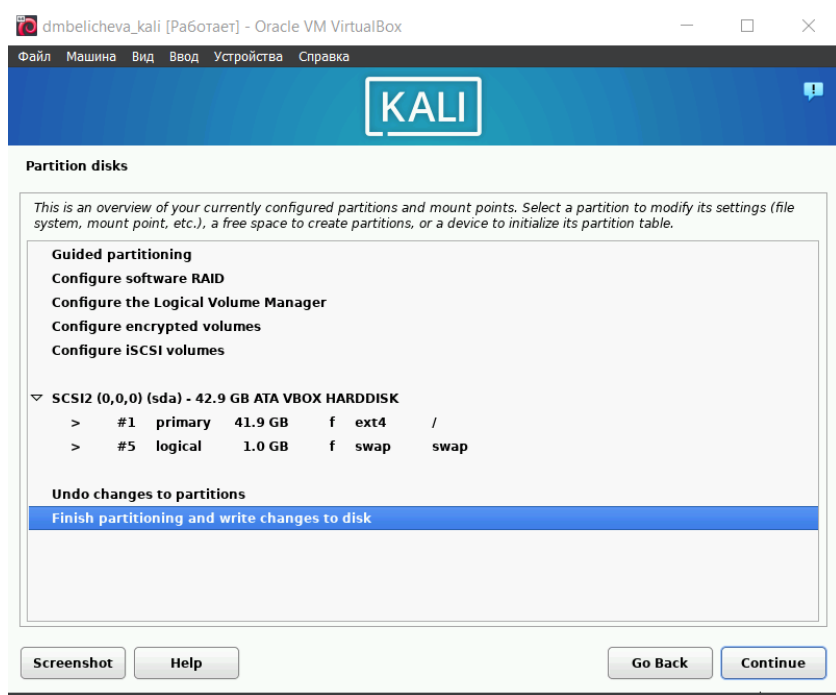 dmbelicheva_kali [Работает] - Oracle VM VirtualBox
Файл Машина Вид Ввод Устройства Справка
KALI
Partition disks
This is an overview of your currently configured partitions and mount points. Select a partition to modify its settings (file
system, mount point, etc.), a free space to create partitions, or a device to initialize its partition table.
Guided partitioning
Configure software RAID
Configure the Logical Volume Manager
Configure encrypted volumes
Configure iSCSI volumes
SCSI2 (0,0,0) (sda) - 42.9 GB ATA VBOX HARDDISK
> #1 primary 41.9 GB f ext4 /
> #5 logical 1.0 GB f swap swap
Undo changes to partitions
Finish partitioning and write changes to disk
Screenshot Help Go Back Continue